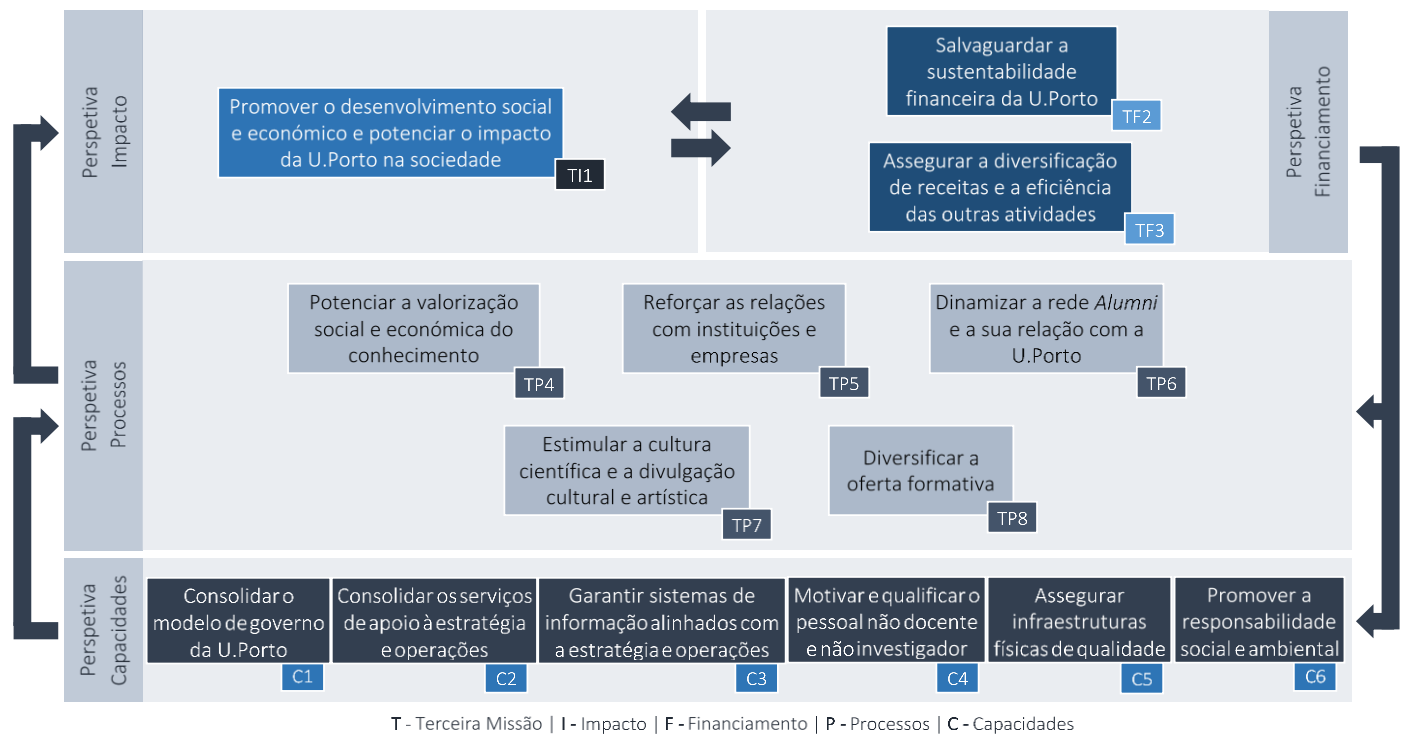 Perspetiva
Impacto
Promover o desenvolvimento social
e económico e potenciar o impacto
da U.Porto na sociedade
TI1
Salvaguardar a
sustentabilidade
financeira da U.Porto
TF2
Assegurar a diversificação
de receitas e a eficiência
das outras atividades
TF3
Perspetiva
Financiamento
Perspetiva
Processos
Potenciar a valorização
social e económica do
conhecimento
TP4
Reforçar as relações
com instituições e
empresas
TP5
Dinamizar a rede Alumni
e a sua relação com a
U.Porto
TP6
Estimular a cultura
científica e a divulgação
cultural e artística
TP7
Diversificar a
oferta formativa
TP8
Perspetiva
Capacidades
Consolidar o
modelo de governo
da U.Porto
C1
Consolidar os serviços
de apoio à estratégia
e operações
C2
Garantir sistemas de
informação alinhados com
a estratégia e operações
C3
Motivar e qualificar o
pessoal não docente
e não investigador
C4
Assegurar
infraestruturas
físicas de qualidade
C5
Promover a
responsabilidade
social e ambiental
C6
T - Terceira Missão | I - Impacto | F - Financiamento | P - Processos | C - Capacidades